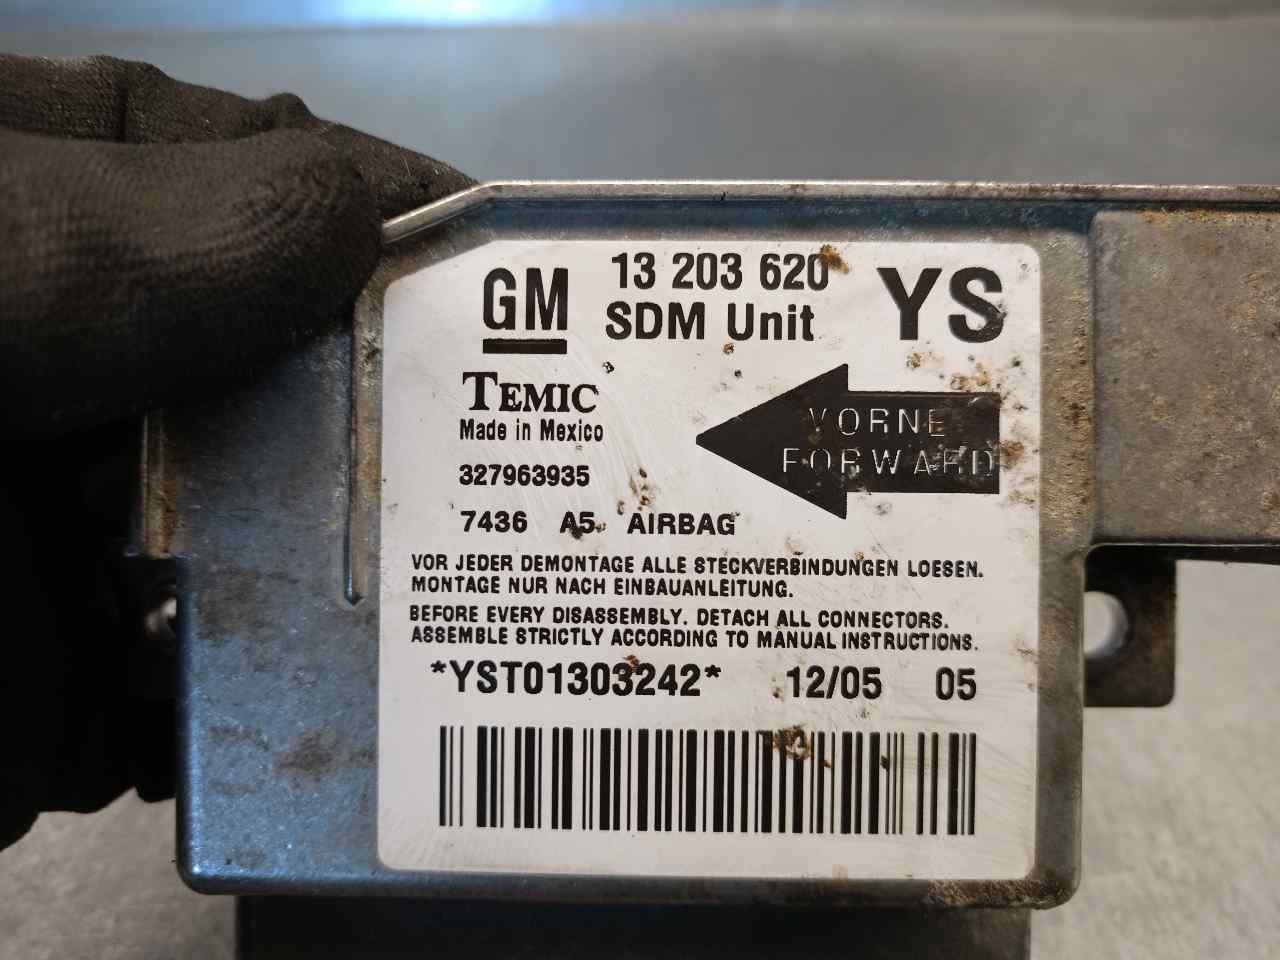 GM 13 203 620 YS
SDM Unit
TEMIC
Made in Mexico
VORNE
FORWARD
327963935
7436 A5 AIRBAG
VOR JEDER DEMONTAGE ALLE STECKVERBINDUNGEN LOESEN.
MONTAGE NUR NACH EINBAUANLEITUNG.
BEFORE EVERY DISASSEMBLY. DETACH ALL CONNECTORS.
ASSEMBLE STRICTLY ACCORDING TO MANUAL INSTRUCTIONS.
*YST01303242* 12/05 05